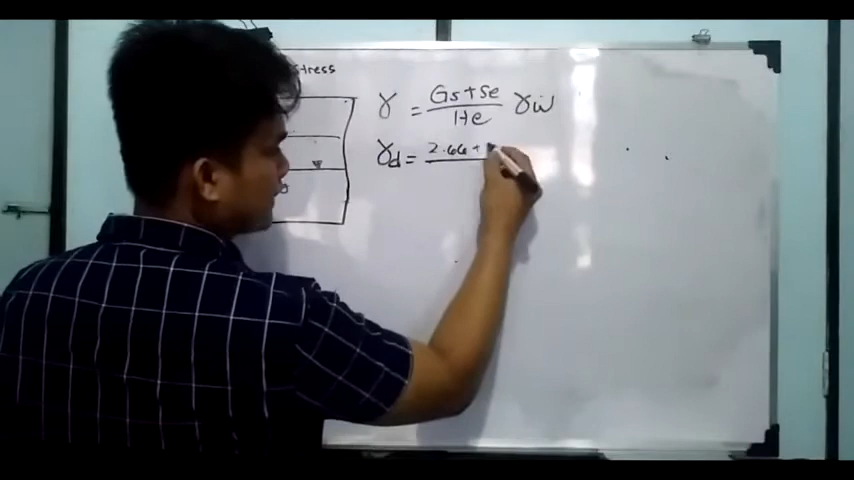 stress
γ = Gs+Se / 1+e γw
γd = 2.66 +